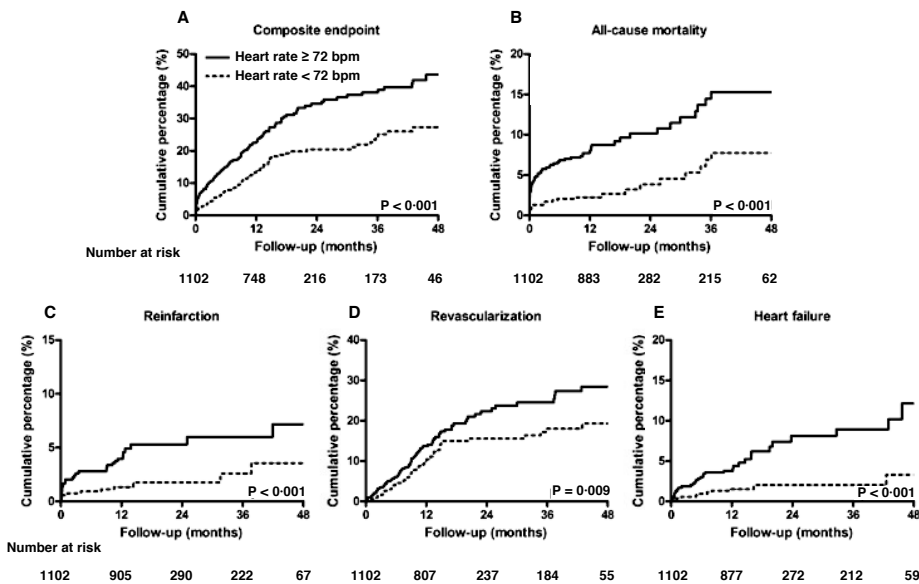 A
Composite endpoint
Cumulative percentage (%)
50
40
30
20
10
0
Heart rate ≥ 72 bpm
Heart rate < 72 bpm
P < 0·001
0 12 24 36 48
Follow-up (months)
B
All-cause mortality
Cumulative percentage (%)
20
15
10
5
0
P < 0·001
0 12 24 36 48
Follow-up (months)
Number at risk
1102 748 216 173 46
1102 883 282 215 62
C
Reinfarction
Cumulative percentage (%)
15
10
5
0
P < 0·001
0 12 24 36 48
Follow-up (months)
D
Revascularization
Cumulative percentage (%)
40
30
20
10
0
P = 0·009
0 12 24 36 48
Follow-up (months)
E
Heart failure
Cumulative percentage (%)
20
15
10
5
0
P < 0·001
0 12 24 36 48
Follow-up (months)
Number at risk
1102 905 290 222 67
1102 807 237 184 55
1102 877 272 212 59